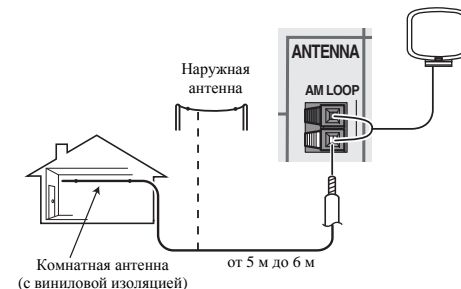 ANTENNA
AM LOOP
Наружная
антенна
Комнатная антенна
(с виниловой изоляцией)
от 5 м до 6 м